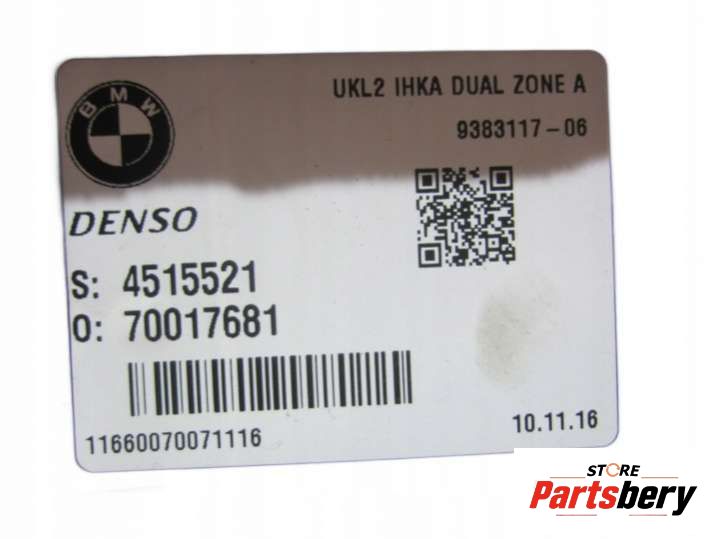 BMW
UKL2 IHKA DUAL ZONE A
9383117-06
DENSO
S: 4515521
O: 70017681
11660070071116
10.11.16
STORE
Partsbery